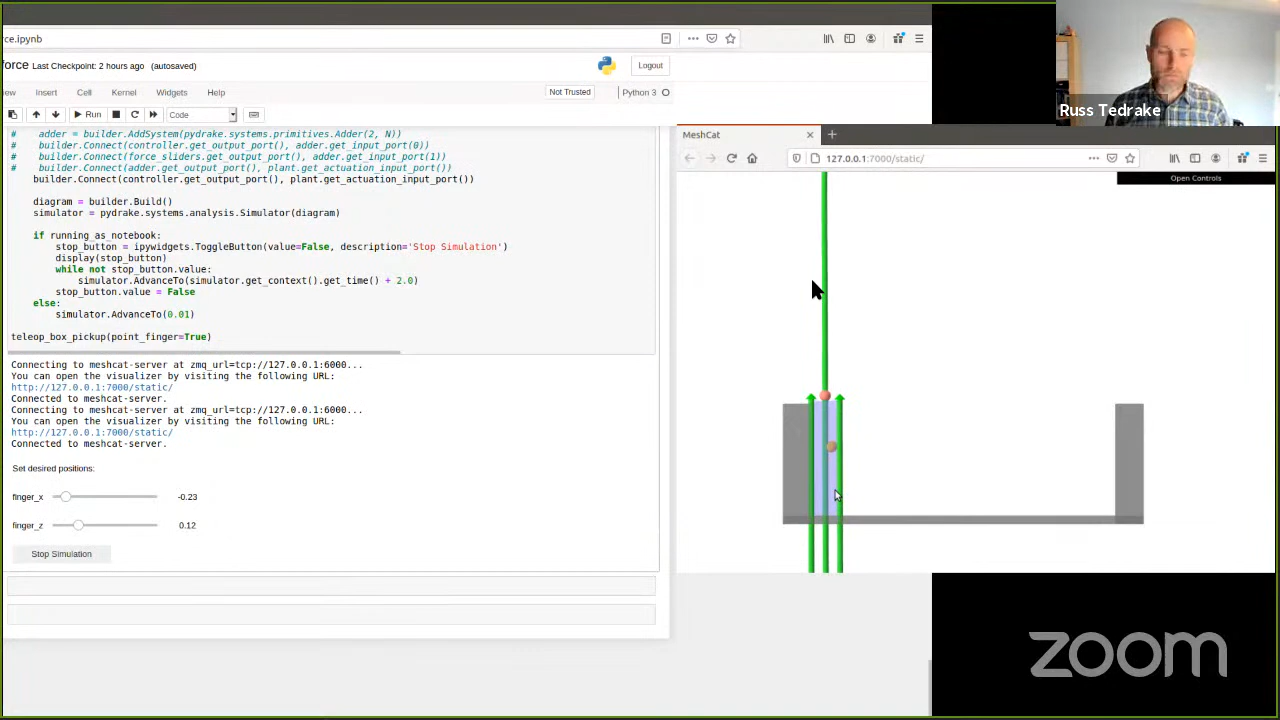 ce.ipynb
force Last Checkpoint: 2 hours ago (autosaved)
Logout
ew Insert Cell Kernel Widgets Help
Not Trusted
Python 3
Run
Code
# adder = builder.AddSystem(pydrake.systems.primitives.Adder(2, N))
# builder.Connect(controller.get_output_port(), adder.get_input_port(0))
# builder.Connect(force_sliders.get_output_port(), adder.get_input_port(1))
# builder.Connect(adder.get_output_port(), plant.get_actuation_input_port())
builder.Connect(controller.get_output_port(), plant.get_actuation_input_port())
diagram = builder.Build()
simulator = pydrake.systems.analysis.Simulator(diagram)
if running_as_notebook:
stop_button = ipywidgets.ToggleButton(value=False, description='Stop Simulation')
display(stop_button)
while not stop_button.value:
simulator.AdvanceTo(simulator.get_context().get_time() + 2.0)
stop_button.value = False
else:
simulator.AdvanceTo(0.01)
teleop_box_pickup(point_finger=True)
Connecting to meshcat-server at zmq_url=tcp://127.0.0.1:6000...
You can open the visualizer by visiting the following URL:
http://127.0.0.1:7000/static/
Connected to meshcat-server.
Connecting to meshcat-server at zmq_url=tcp://127.0.0.1:6000...
You can open the visualizer by visiting the following URL:
http://127.0.0.1:7000/static/
Connected to meshcat-server.
Set desired positions:
finger_x -0.23
finger_z 0.12
Stop Simulation
Russ Tedrake
MeshCat
127.0.0.1:7000/static/
Open Controls
zoom